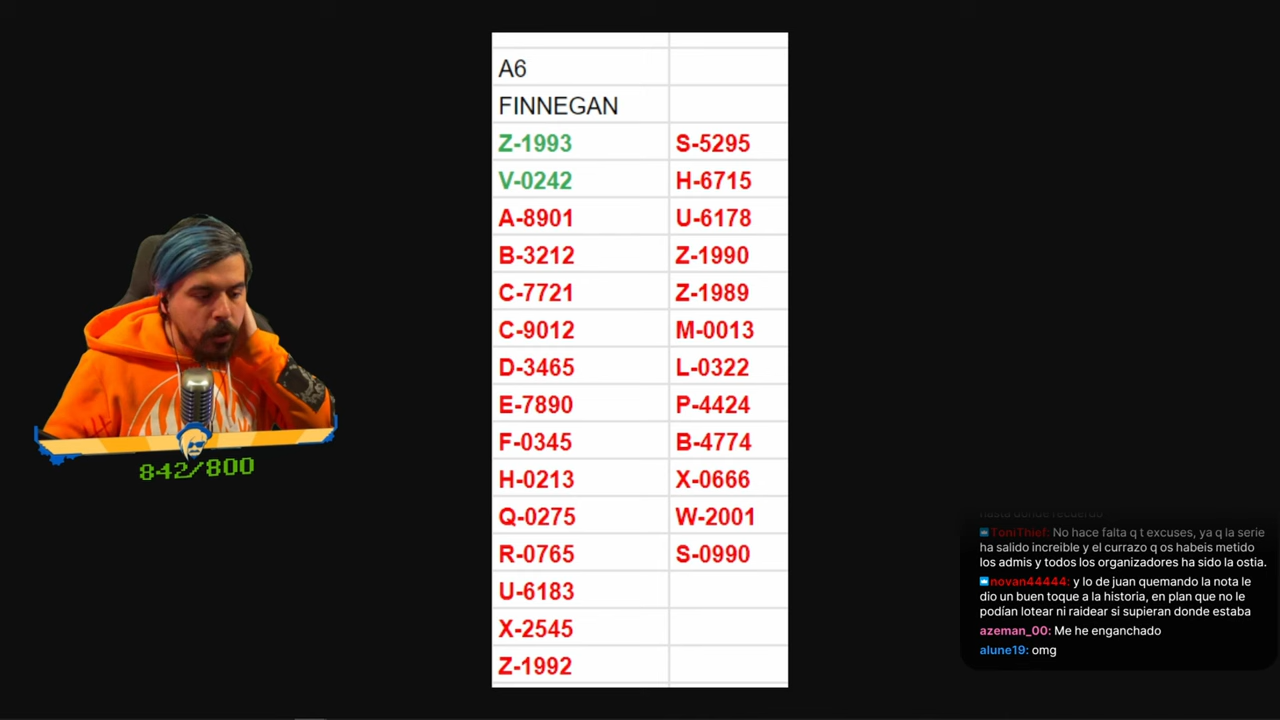 A6
FINNEGAN
Z-1993 S-5295
V-0242 H-6715
A-8901 U-6178
B-3212 Z-1990
C-7721 Z-1989
C-9012 M-0013
D-3465 L-0322
E-7890 P-4424
F-0345 B-4774
H-0213 X-0666
Q-0275 W-2001
R-0765 S-0990
U-6183
X-2545
Z-1992
842/800
hasta donde recuerdo
ToniThief: No hace falta q t excuses, ya q la serie
ha salido increible y el currazo q os habeis metido
los admis y todos los organizadores ha sido la ostia.
novan44444: y lo de juan quemando la nota le
dio un buen toque a la historia, en plan que no le
podían lotear ni raidear si supieran donde estaba
azeman_00: Me he enganchado
alune19: omg